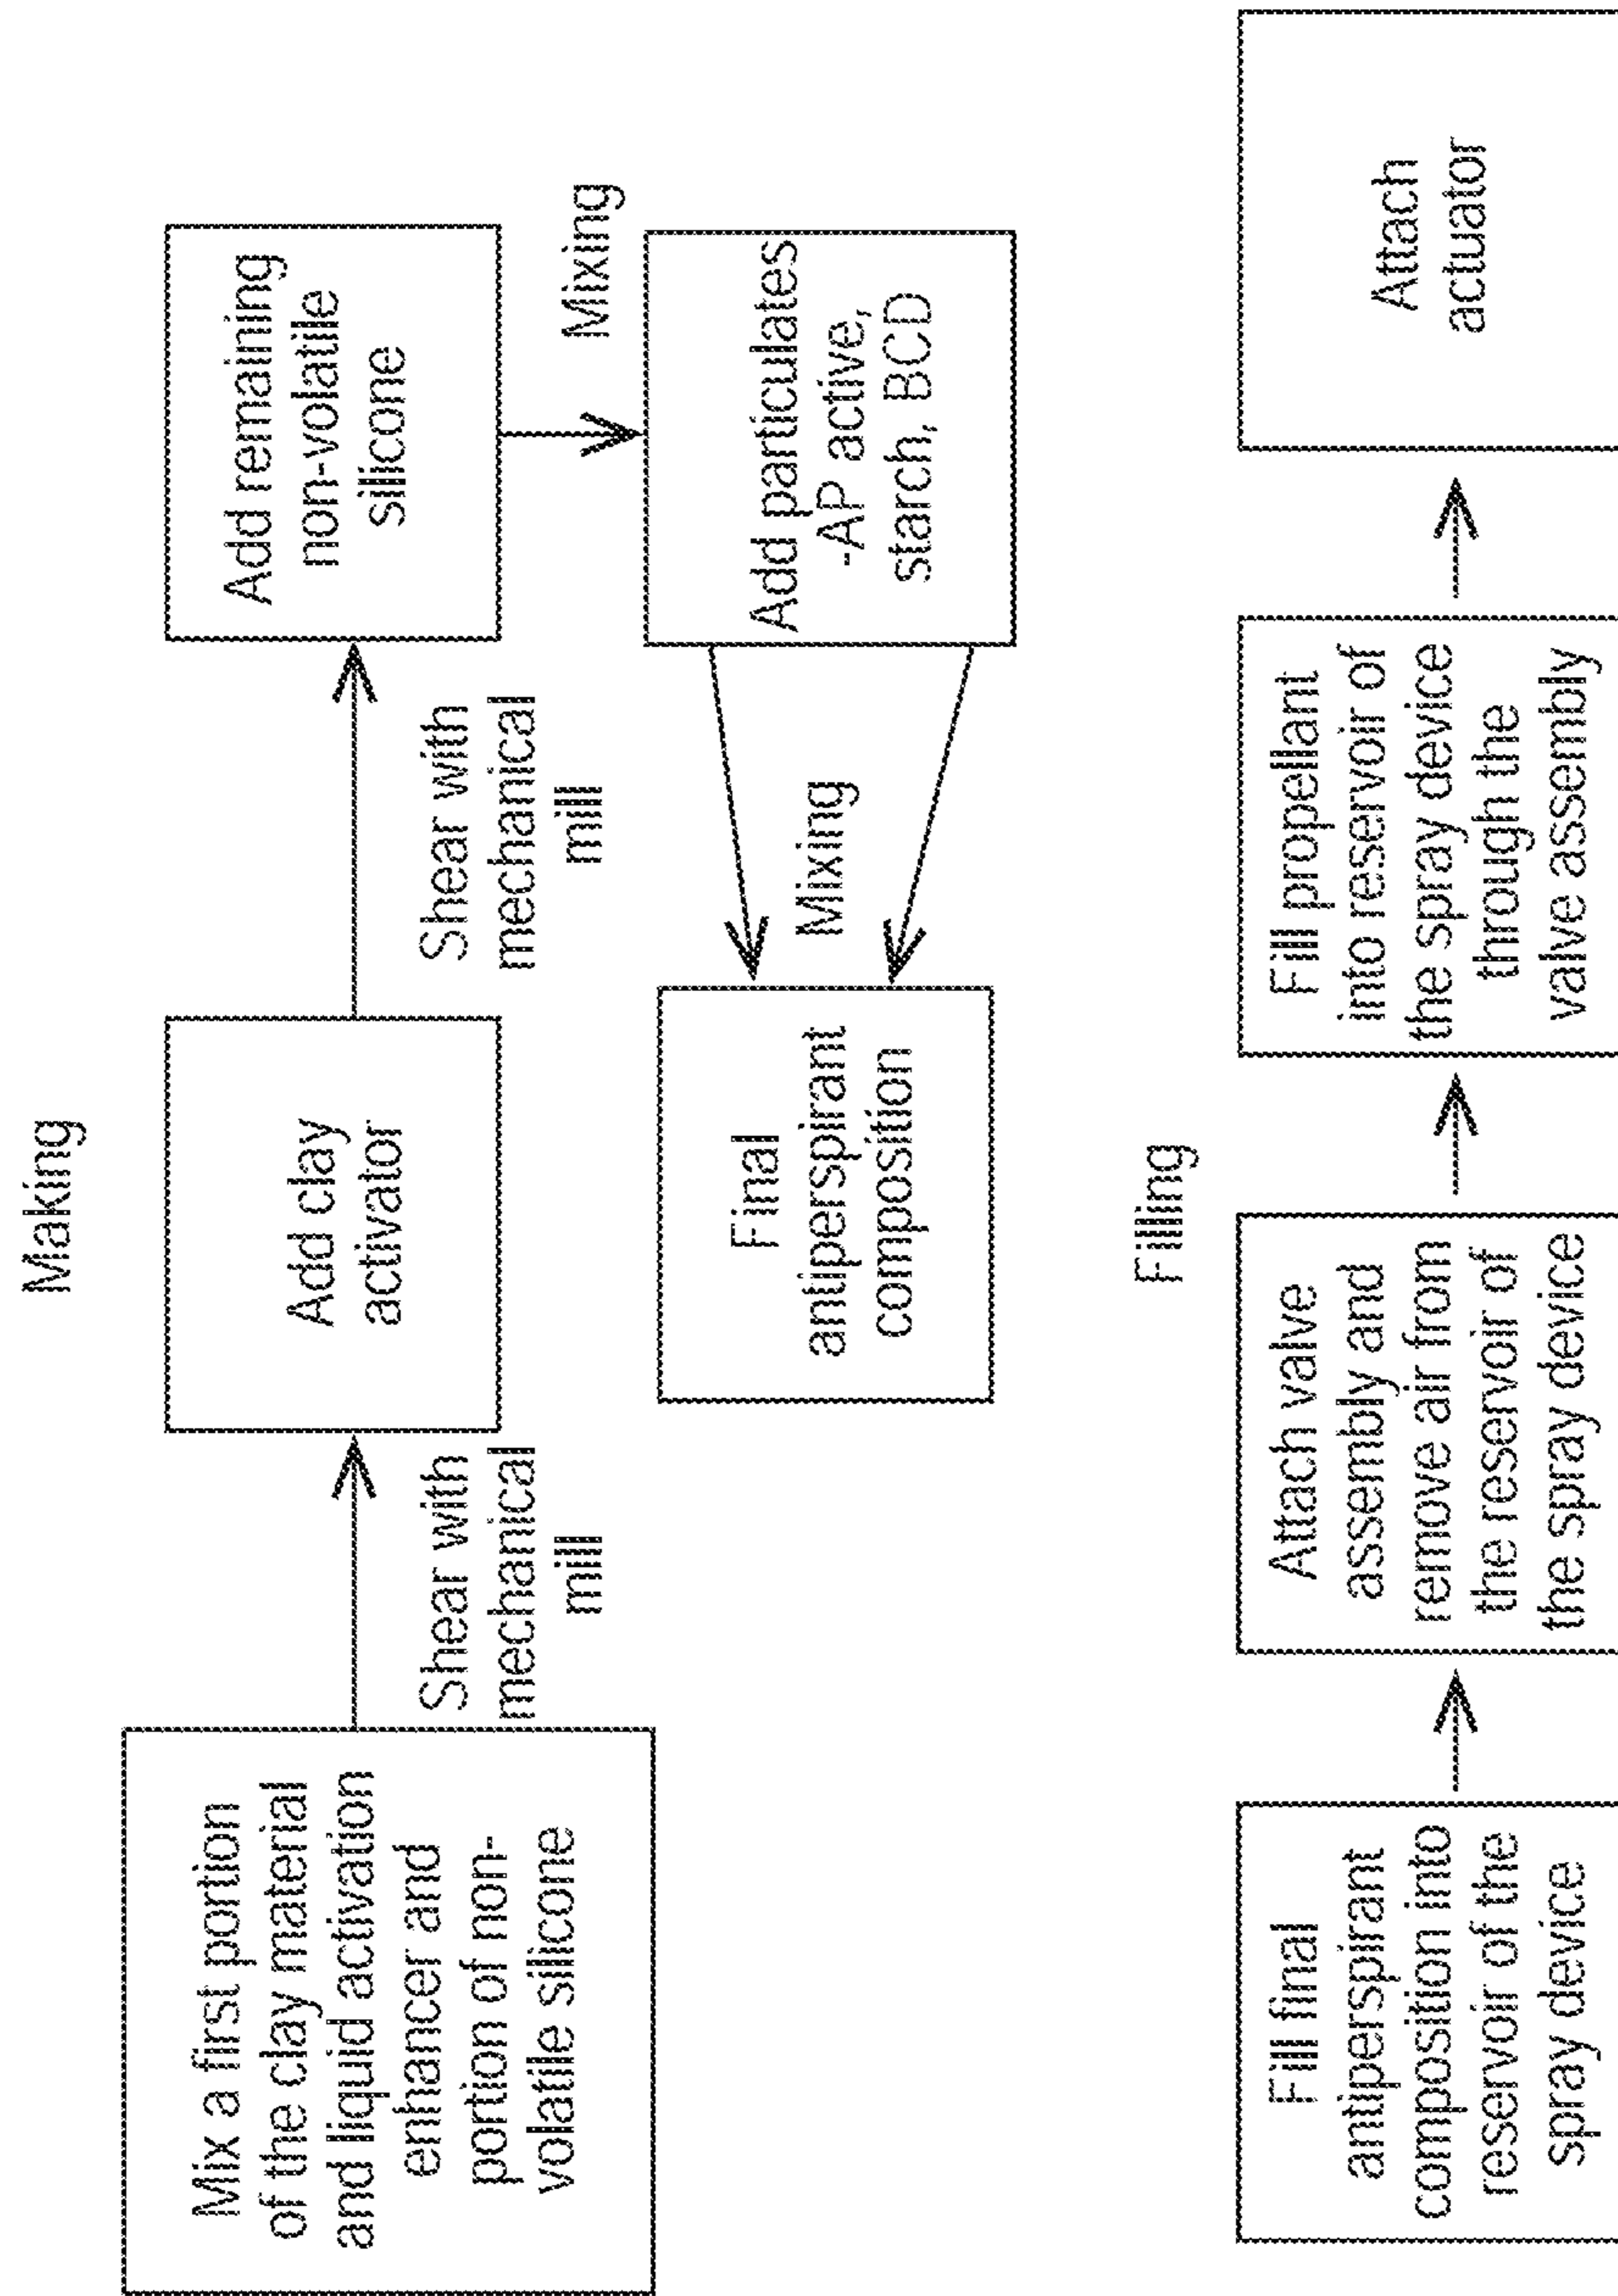 Making
Mix a first portion
of the clay material
and liquid activation
enhancer and
portion of non-
volatile silicone
Shear with
mechanical
mill
Add clay
activator
Shear with
mechanical
mill
Add remaining
non-volatile
silicone
Mixing
Add particulates
-AP active,
starch, BCD
Mixing
Final
antiperspirant
composition
Filling
Fill final
antiperspirant
composition into
reservoir of the
spray device
Attach valve
assembly and
remove air from
the reservoir of
the spray device
Fill propellant
into reservoir of
the spray device
through the
valve assembly
Attach
actuator